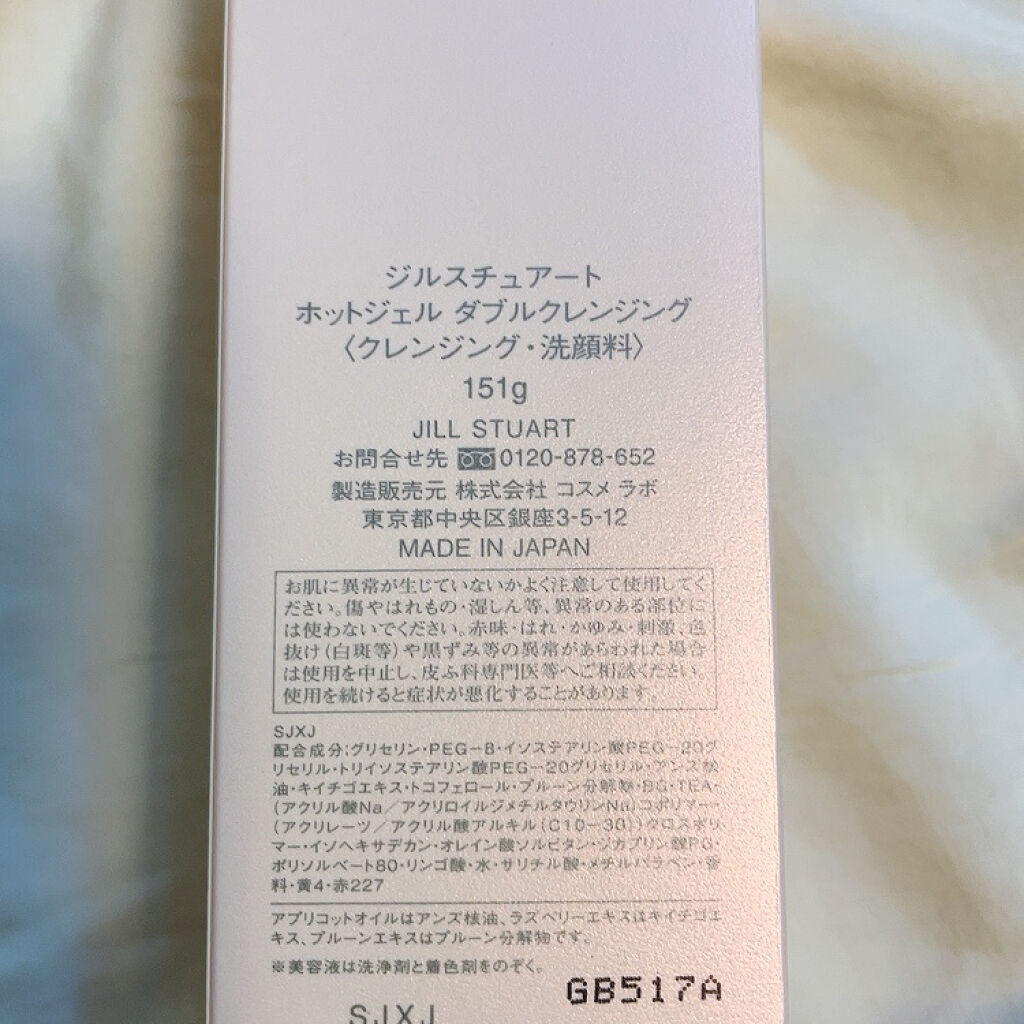 ジルスチュアート
ホットジェル ダブルクレンジング
〈クレンジング・洗顔料〉
151g
JILL STUART
お問合せ先 0120-878-652
製造販売元 株式会社 コスメ ラボ
東京都中央区銀座3-5-12
MADE IN JAPAN
お肌に異常が生じていないかよく注意して使用してく
ださい。傷やはれもの・湿しん等、異常のある部位に
は使わないでください。赤味・はれ・かゆみ・刺激、色
抜け(白斑等)や黒ずみ等の異常があらわれた場合
は使用を中止し、皮ふ科専門医等へご相談ください。
使用を続けると症状が悪化することがあります。
SJXJ
配合成分:グリセリン・PEG-8・イソステアリン酸PEG-20グ
リセリル・トリイソステアリン酸PEG-20グリセリル・アンズ核
油・キイチゴエキス・トコフェロール・プルーン分解物・BG・TEA・
(アクリル酸Na/アクリロイルジメチルタウリンNa)コポリマー・
(アクリレーツ/アクリル酸アルキル(C10-30))クロスポリ
マー・イソヘキサデカン・オレイン酸ソルビタン・ジカプリン酸PG・
ポリソルベート80・リンゴ酸・水・サリチル酸・メチルパラベン・香
料・黄4・赤227
アプリコットオイルはアンズ核油、ラズベリーエキスはキイチゴエ
キス、プルーンエキスはプルーン分解物です。
※美容液は洗浄剤と着色剤をのぞく。
GB517A
SJXJ